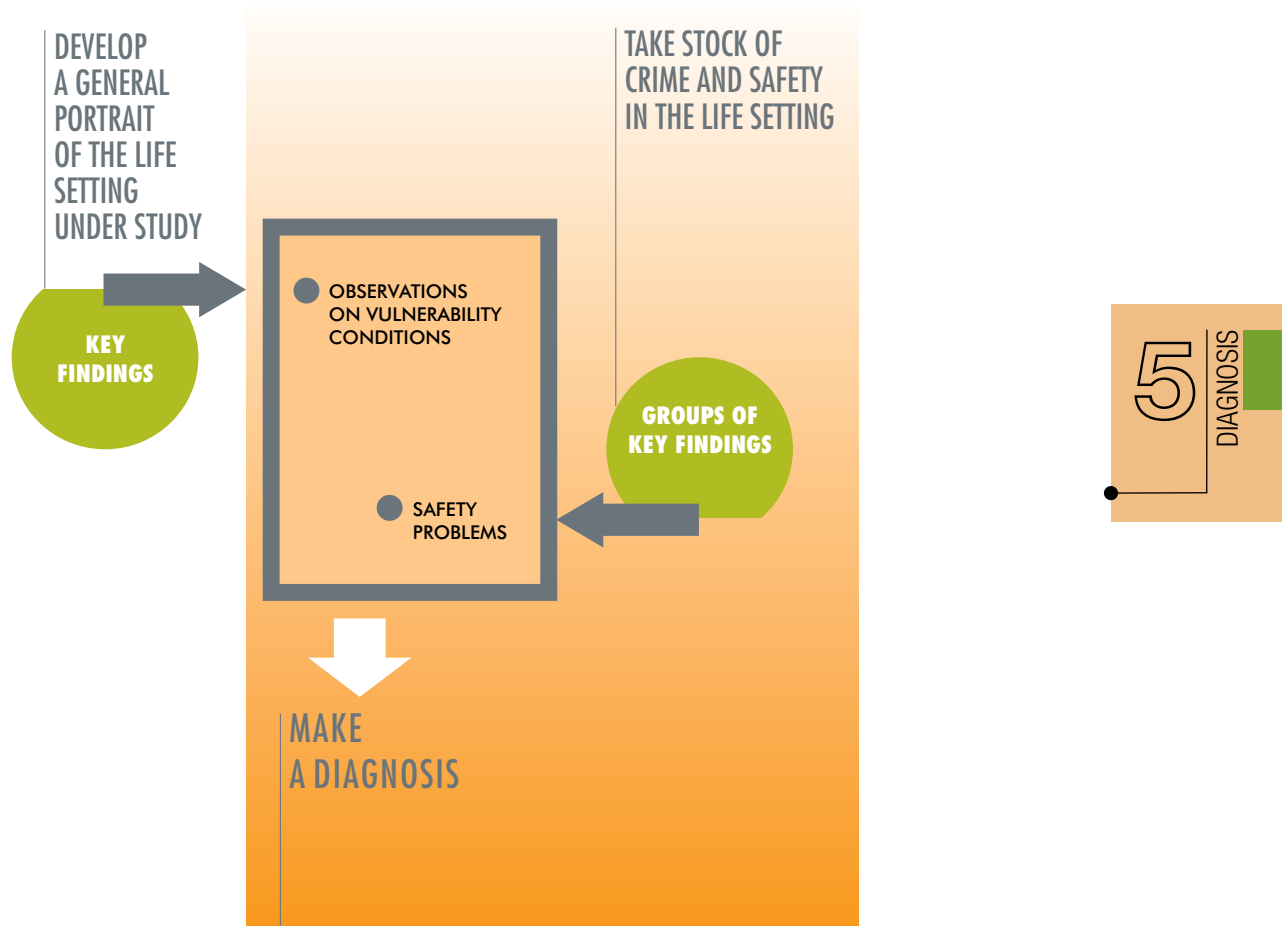 DEVELOP
A GENERAL
PORTRAIT
OF THE LIFE
SETTING
UNDER STUDY
KEY
FINDINGS
TAKE STOCK OF
CRIME AND SAFETY
IN THE LIFE SETTING
OBSERVATIONS
ON VULNERABILITY
CONDITIONS
GROUPS OF
KEY FINDINGS
SAFETY
PROBLEMS
MAKE
A DIAGNOSIS
5
DIAGNOSIS